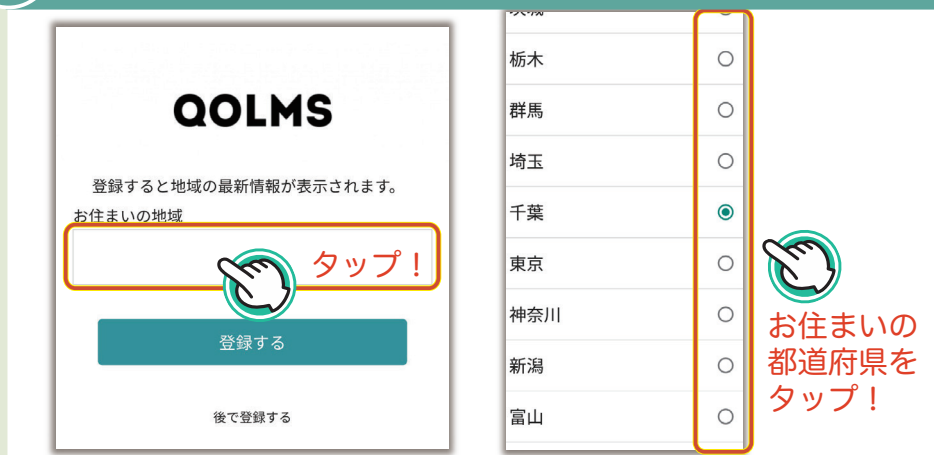 QOLMS
登録すると地域の最新情報が表示されます。
お住まいの地域
タップ！
登録する
後で登録する
栃木
群馬
埼玉
千葉
東京
神奈川
新潟
富山
お住まいの
都道府県を
タップ！